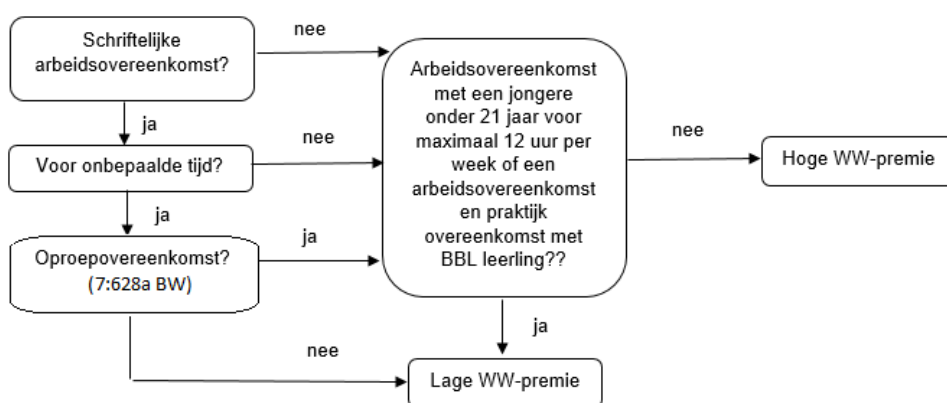 Schriftelijke
arbeidsovereenkomst?
nee
ja
Voor onbepaalde tijd?
nee
ja
Oproepovereenkomst?
(7:628a BW)
ja
nee
Arbeidsovereenkomst
met een jongere
onder 21 jaar voor
maximaal 12 uur per
week of een
arbeidsovereenkomst
en praktijk
overeenkomst met
BBL leerling??
nee
Hoge WW-premie
ja
Lage WW-premie